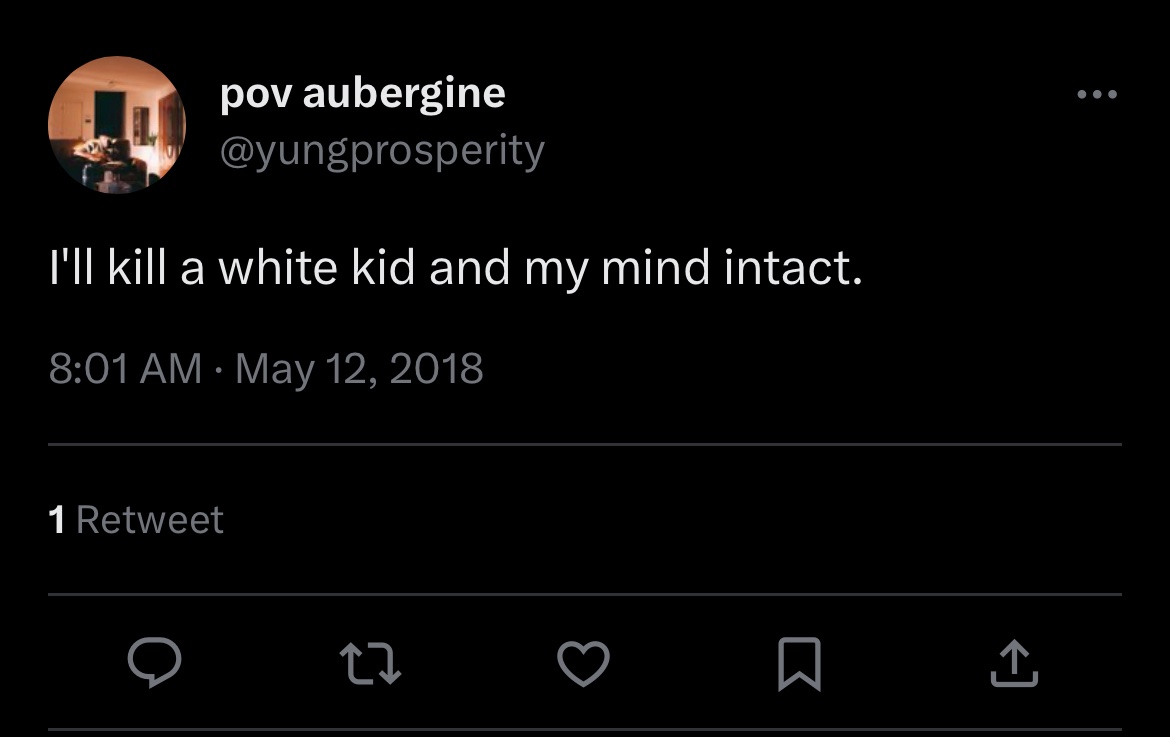 pov aubergine
@yungprosperity
I'll kill a white kid and my mind intact.
8:01 AM · May 12, 2018
1 Retweet